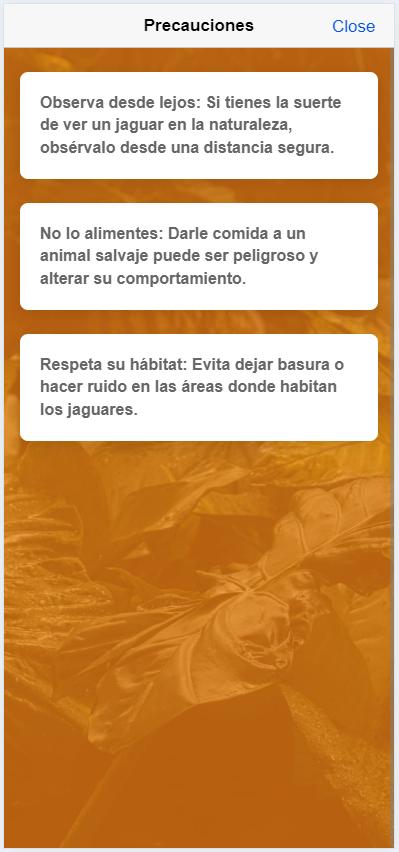 Precauciones
Close
Observa desde lejos: Si tienes la suerte
de ver un jaguar en la naturaleza,
obsérvalo desde una distancia segura.
No lo alimentes: Darle comida a un
animal salvaje puede ser peligroso y
alterar su comportamiento.
Respeta su hábitat: Evita dejar basura o
hacer ruido en las áreas donde habitan
los jaguares.